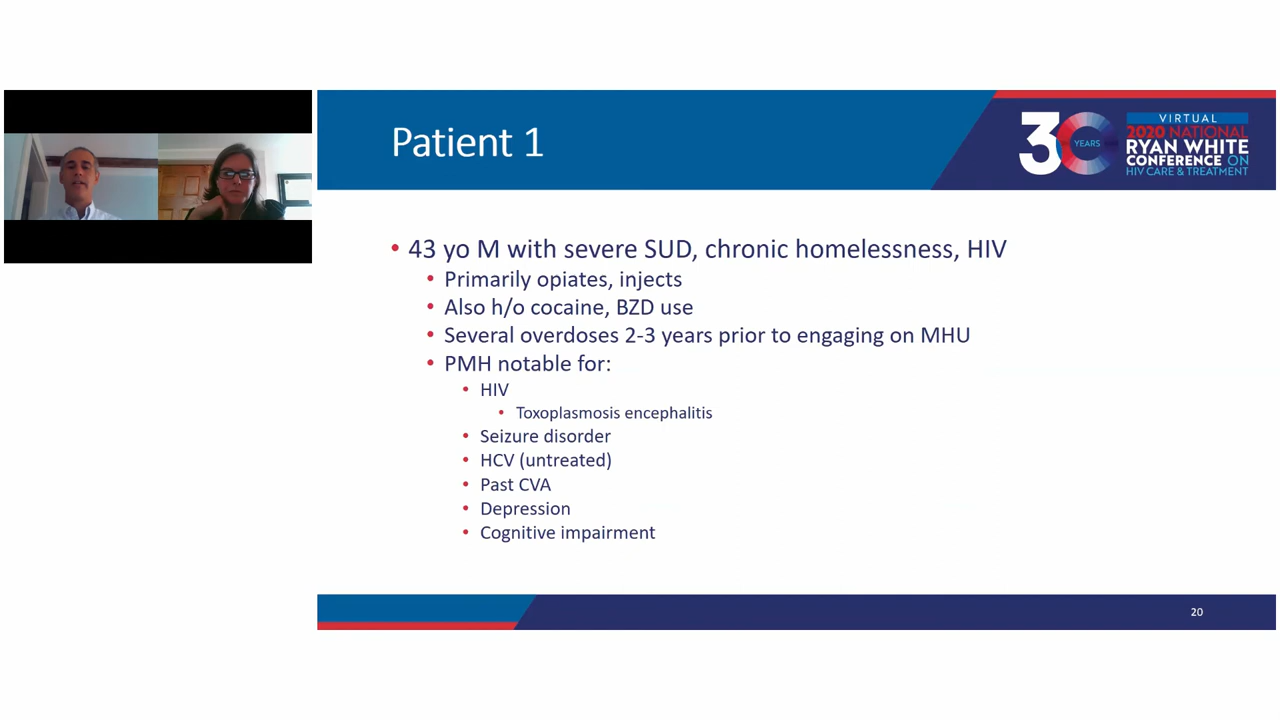 Patient 1
30
YEARS
VIRTUAL
2020 NATIONAL
RYAN WHITE
CONFERENCE ON
HIV CARE & TREATMENT
• 43 yo M with severe SUD, chronic homelessness, HIV
• Primarily opiates, injects
• Also h/o cocaine, BZD use
• Several overdoses 2-3 years prior to engaging on MHU
• PMH notable for:
• HIV
• Toxoplasmosis encephalitis
• Seizure disorder
• HCV (untreated)
• Past CVA
• Depression
• Cognitive impairment
20